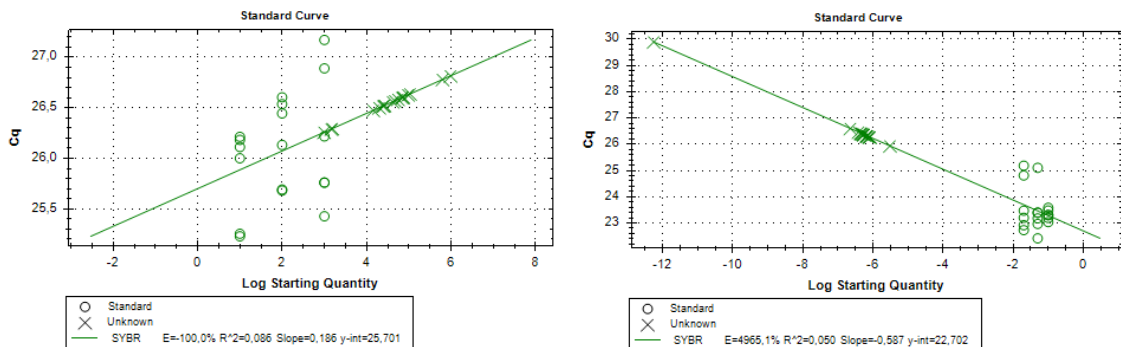 Standard Curve
27,0
26,5
26,0
25,5
Cq
-2 0 2 4 6 8
Log Starting Quantity
Standard
Unknown
SYBR E=-100,0% R^2=0,086 Slope=0,186 y-int=25,701
Standard Curve
30
29
28
27
26
25
24
23
Cq
-12 -10 -8 -6 -4 -2 0
Log Starting Quantity
Standard
Unknown
SYBR E=4965,1% R^2=0,050 Slope=-0,587 y-int=22,702